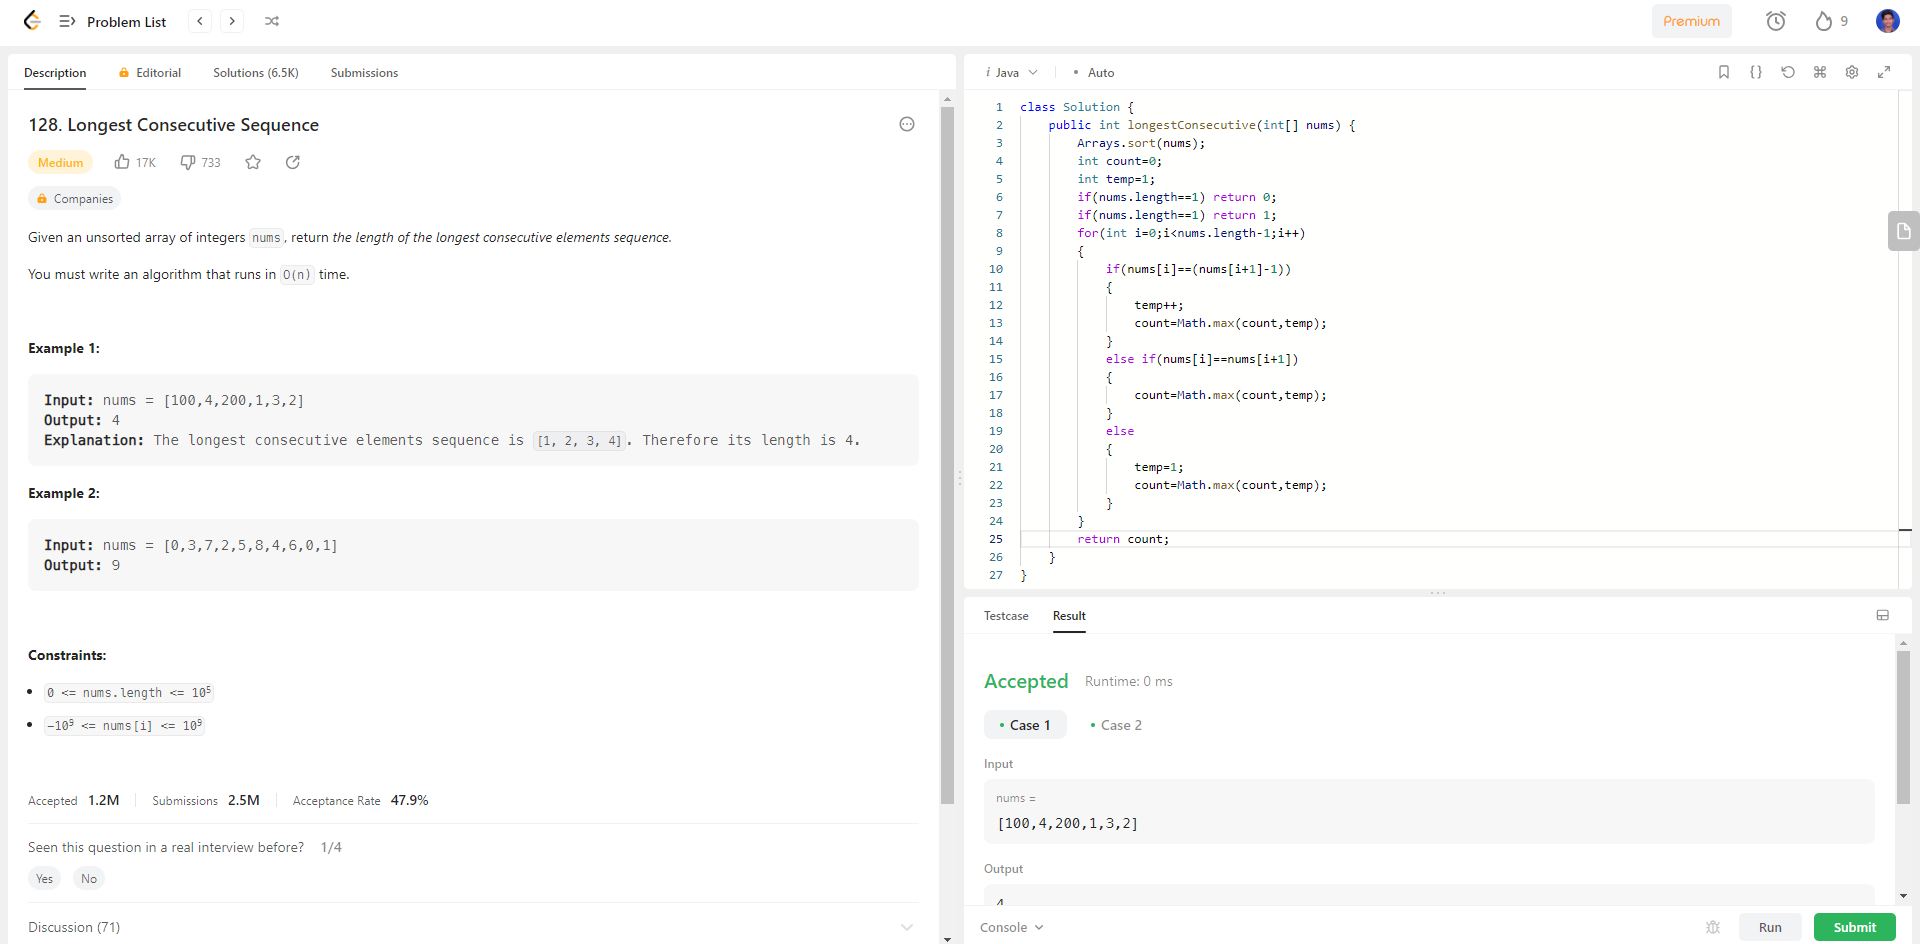 Problem List
Premium
9
Description
Editorial
Solutions (6.5K)
Submissions
128. Longest Consecutive Sequence
Medium
17K
733
Companies
Given an unsorted array of integers nums, return the length of the longest consecutive elements sequence.
You must write an algorithm that runs in O(n) time.
Example 1:
Input: nums = [100,4,200,1,3,2]
Output: 4
Explanation: The longest consecutive elements sequence is [1, 2, 3, 4]. Therefore its length is 4.
Example 2:
Input: nums = [0,3,7,2,5,8,4,6,0,1]
Output: 9
Constraints:
• 0 <= nums.length <= 10⁵
• -10⁹ <= nums[i] <= 10⁹
Accepted 1.2M
Submissions 2.5M
Acceptance Rate 47.9%
Seen this question in a real interview before? 1/4
Yes
No
Discussion (71)
i Java
• Auto
1 class Solution {
2 public int longestConsecutive(int[] nums) {
3 Arrays.sort(nums);
4 int count=0;
5 int temp=1;
6 if(nums.length==1) return 0;
7 if(nums.length==1) return 1;
8 for(int i=0;i<nums.length-1;i++)
9 {
10 if(nums[i]==(nums[i+1]-1))
11 {
12 temp++;
13 count=Math.max(count,temp);
14 }
15 else if(nums[i]==nums[i+1])
16 {
17 count=Math.max(count,temp);
18 }
19 else
20 {
21 temp=1;
22 count=Math.max(count,temp);
23 }
24 }
25 return count;
26 }
27 }
Testcase
Result
Accepted
Runtime: 0 ms
• Case 1
• Case 2
Input
nums =
[100,4,200,1,3,2]
Output
4
Console
Run
Submit